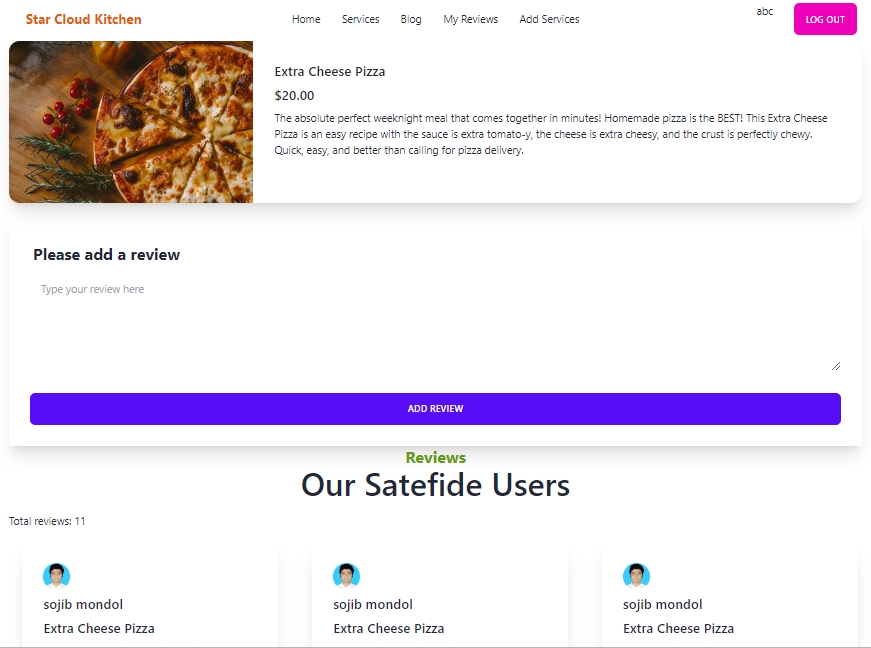 Star Cloud Kitchen
Home Services Blog My Reviews Add Services
abc
LOG OUT
Extra Cheese Pizza
$20.00
The absolute perfect weeknight meal that comes together in minutes! Homemade pizza is the BEST! This Extra Cheese
Pizza is an easy recipe with the sauce is extra tomato-y, the cheese is extra cheesy, and the crust is perfectly chewy.
Quick, easy, and better than calling for pizza delivery.
Please add a review
Type your review here
ADD REVIEW
Reviews
Our Satefide Users
Total reviews: 11
sojib mondol sojib mondol sojib mondol
Extra Cheese Pizza Extra Cheese Pizza Extra Cheese Pizza